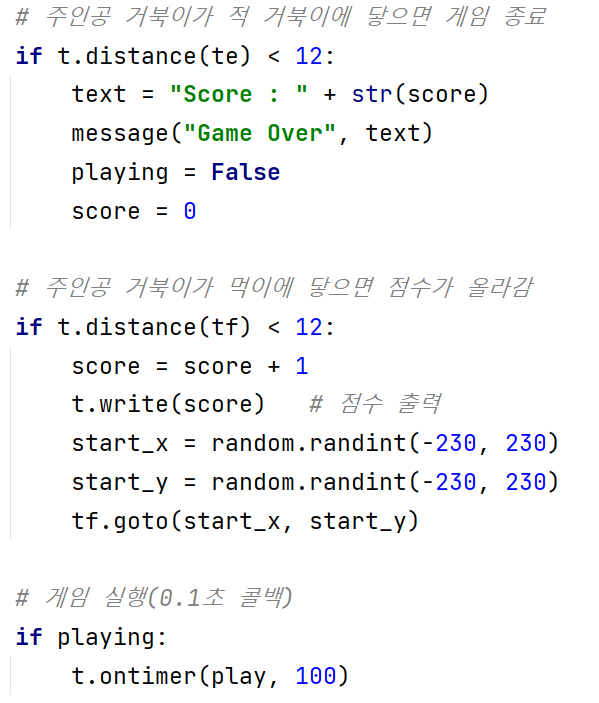 # 주인공 거북이가 적 거북이에 닿으면 게임 종료
if t.distance(te) < 12:
    text = "Score : " + str(score)
    message("Game Over", text)
    playing = False
    score = 0

# 주인공 거북이가 먹이에 닿으면 점수가 올라감
if t.distance(tf) < 12:
    score = score + 1
    t.write(score)   # 점수 출력
    start_x = random.randint(-230, 230)
    start_y = random.randint(-230, 230)
    tf.goto(start_x, start_y)

# 게임 실행(0.1초 콜백)
if playing:
    t.ontimer(play, 100)